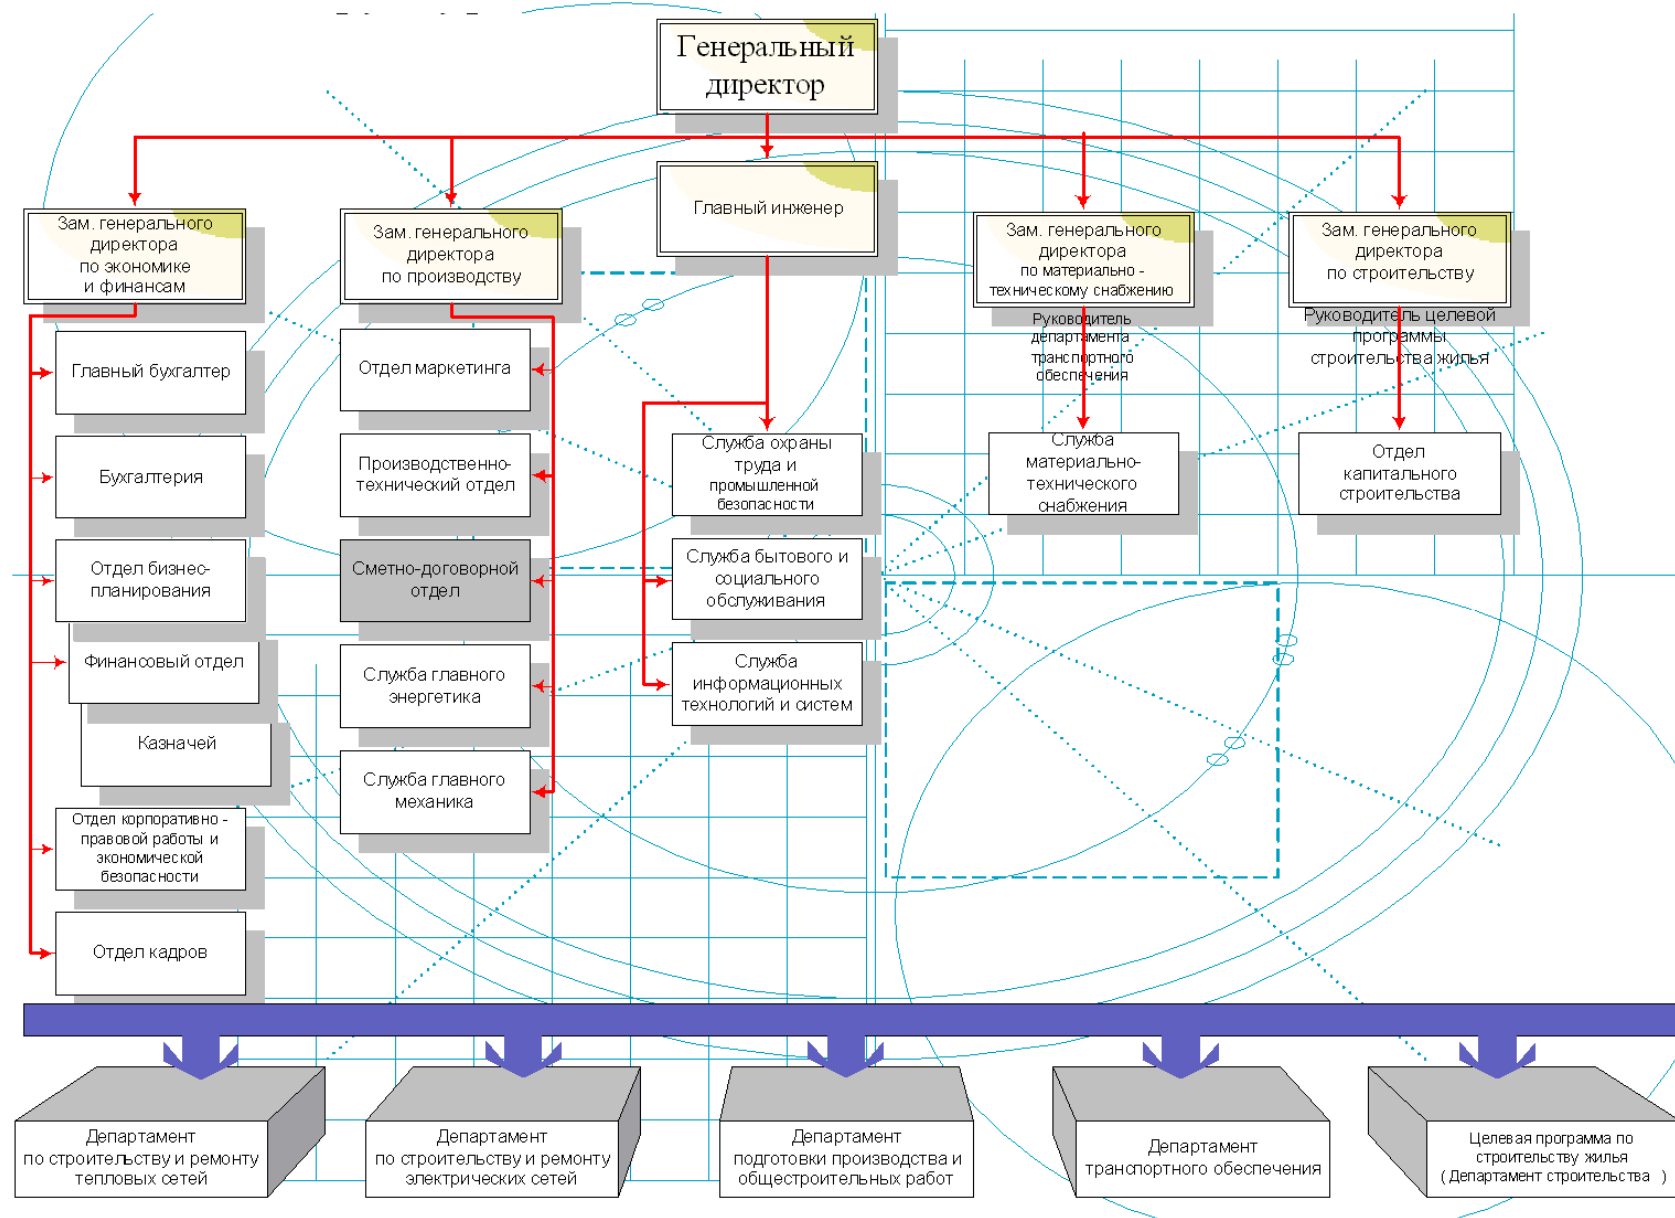 Генеральный
директор
Главный инженер
Зам. генерального
директора
по экономике
и финансам
Зам. генерального
директора
по производству
Зам. генерального
директора
по материально -
техническому снабжению
Руководитель
департамента
транспортного
обеспечения
Зам. генерального
директора
по строительству
Руководитель целевой
программы
строительства жилья
Главный бухгалтер
Бухгалтерия
Отдел бизнес-
планирования
Финансовый отдел
Казначей
Отдел корпоративно -
правовой работы и
экономической
безопасности
Отдел кадров
Отдел маркетинга
Производственно-
технический отдел
Сметно-договорной
отдел
Служба главного
энергетика
Служба главного
механика
Служба охраны
труда и
промышленной
безопасности
Служба бытового и
социального
обслуживания
Служба
информационных
технологий и систем
Служба
материально-
технического
снабжения
Отдел
капитального
строительства
Департамент
по строительству и ремонту
тепловых сетей
Департамент
по строительству и ремонту
электрических сетей
Департамент
подготовки производства и
общестроительных работ
Департамент
транспортного обеспечения
Целевая программа по
строительству жилья
( Департамент строительства )